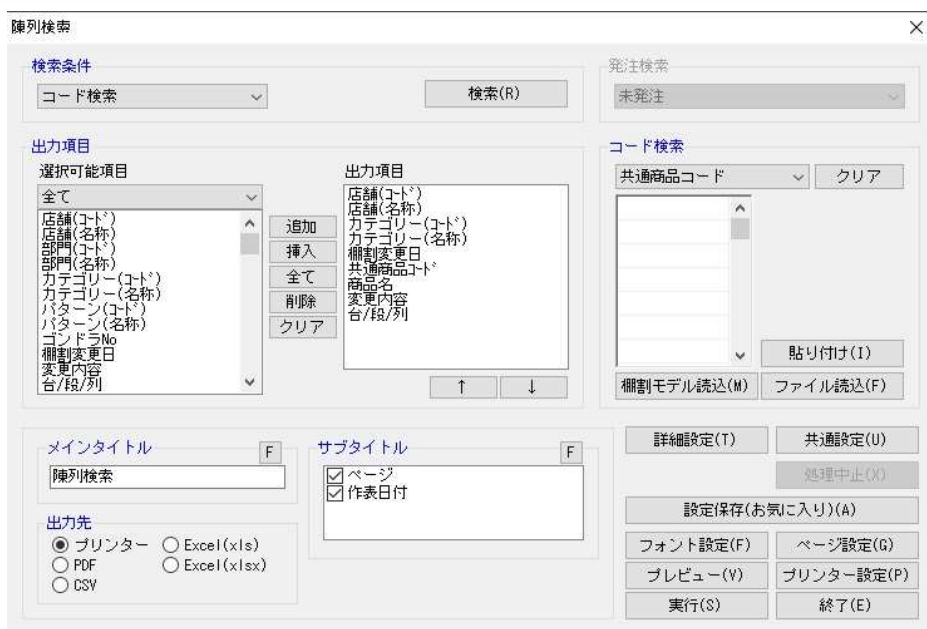 陳列検索
検索条件
コード検索
検索(R)
発注検索
未発注
出力項目
選択可能項目
全て
店舗(コード)
店舗(名称)
部門(コード)
部門(名称)
カテゴリー(コード)
カテゴリー(名称)
パターン(コード)
パターン(名称)
ゴンドラNo
棚割変更日
変更内容
台/段/列
追加
挿入
全て
削除
クリア
出力項目
店舗(コード)
店舗(名称)
カテゴリー(コード)
カテゴリー(名称)
棚割変更日
共通商品コード
商品名
変更内容
台/段/列
↑
↓
コード検索
共通商品コード
クリア
貼り付け(I)
棚割モデル読込(M)
ファイル読込(F)
メインタイトル
F
陳列検索
サブタイトル
F
ページ
作表日付
出力先
プリンター
Excel(xls)
PDF
Excel(xlsx)
CSV
詳細設定(T)
共通設定(U)
処理中止(X)
設定保存(お気に入り)(A)
フォント設定(F)
ページ設定(G)
プレビュー(V)
プリンター設定(P)
実行(S)
終了(E)